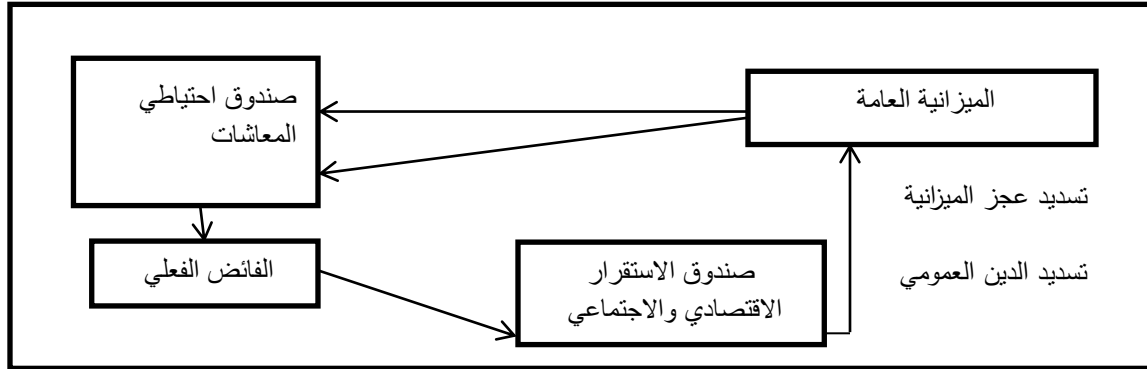 الميزانية العامة
صندوق احتياطي
المعاشات
تسديد عجز الميزانية
الفائض الفعلي
صندوق الاستقرار
الاقتصادي والاجتماعي
تسديد الدين العمومي